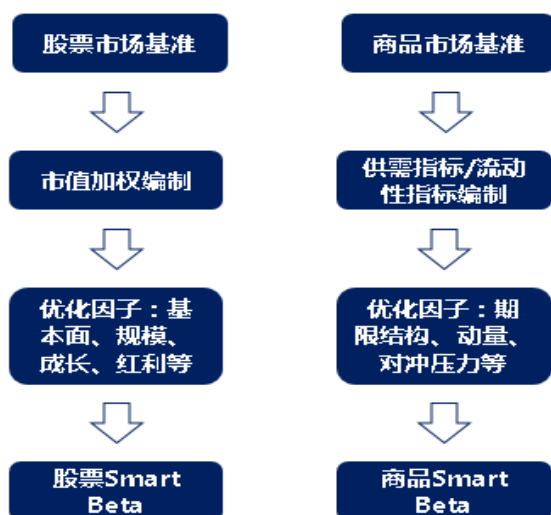 股票市场基准
商品市场基准
市值加权编制
供需指标/流动
性指标编制
优化因子：基
本面、规模、
成长、红利等
优化因子：期
限结构、动量、
对冲压力等
股票Smart
Beta
商品Smart
Beta